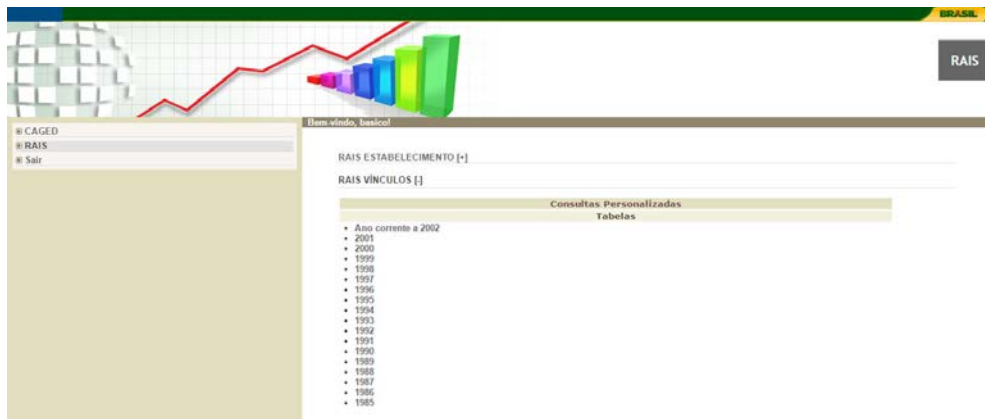 BRASIL
RAIS
Bem-vindo, basico!
CAGED
RAIS
Sair
RAIS ESTABELECIMENTO [+]
RAIS VÍNCULOS [-]
Consultas Personalizadas
Tabelas
Ano corrente a 2002
2001
2000
1999
1998
1997
1996
1995
1994
1993
1992
1991
1990
1989
1988
1987
1986
1985